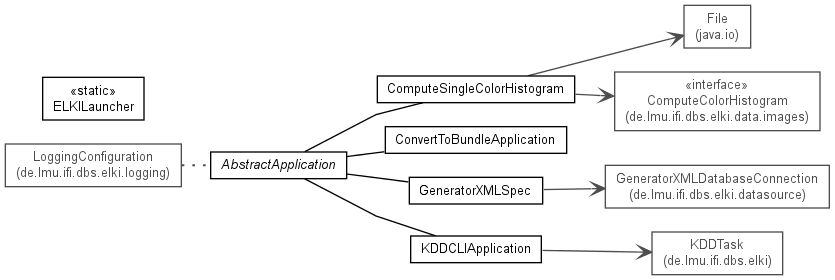 File
(java.io)
«static»
ELKILauncher
ComputeSingleColorHistogram
«interface»
ComputeColorHistogram
(de.lmu.ifi.dbs.elki.data.images)
ConvertToBundleApplication
LoggingConfiguration
(de.lmu.ifi.dbs.elki.logging)
AbstractApplication
GeneratorXMLSpec
GeneratorXMLDatabaseConnection
(de.lmu.ifi.dbs.elki.datasource)
KDDCLIApplication
KDDTask
(de.lmu.ifi.dbs.elki)